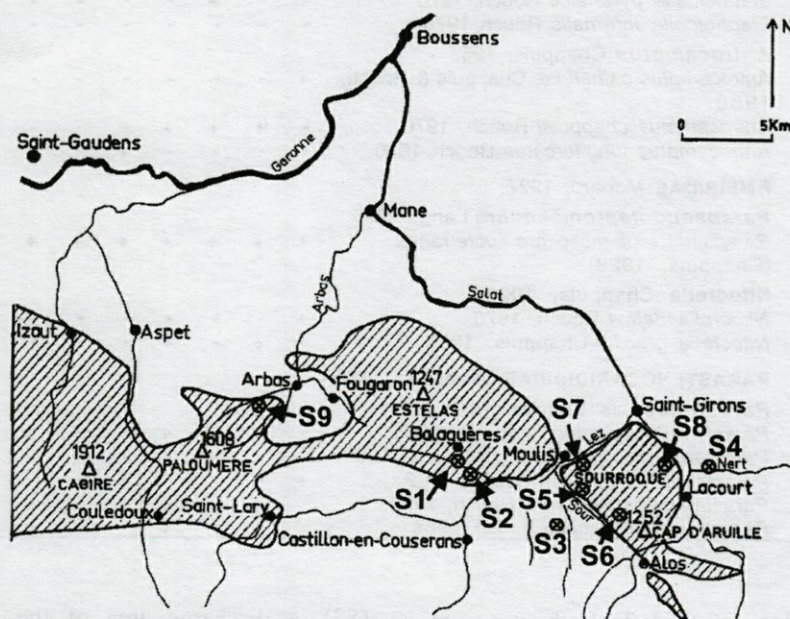 N
Boussens
0 5Km
Saint-Gaudens
Garonne
Mane
Salat
Arbas
Izaut
Aspet
Arbas
Fougaron
1247
ESTELAS
Saint-Girons
S9
S7
Lez
S8
S4
Balaguères
Moulis
Nert
1608
PALOUMERE
SOURROQUE
1912
CAGIRE
S1
S2
S5
Lacourt
Couledoux
Saint-Lary
Sour
S3
S6
1252
CAP D'ARUILLE
Castillon-en-Couserans
Alos